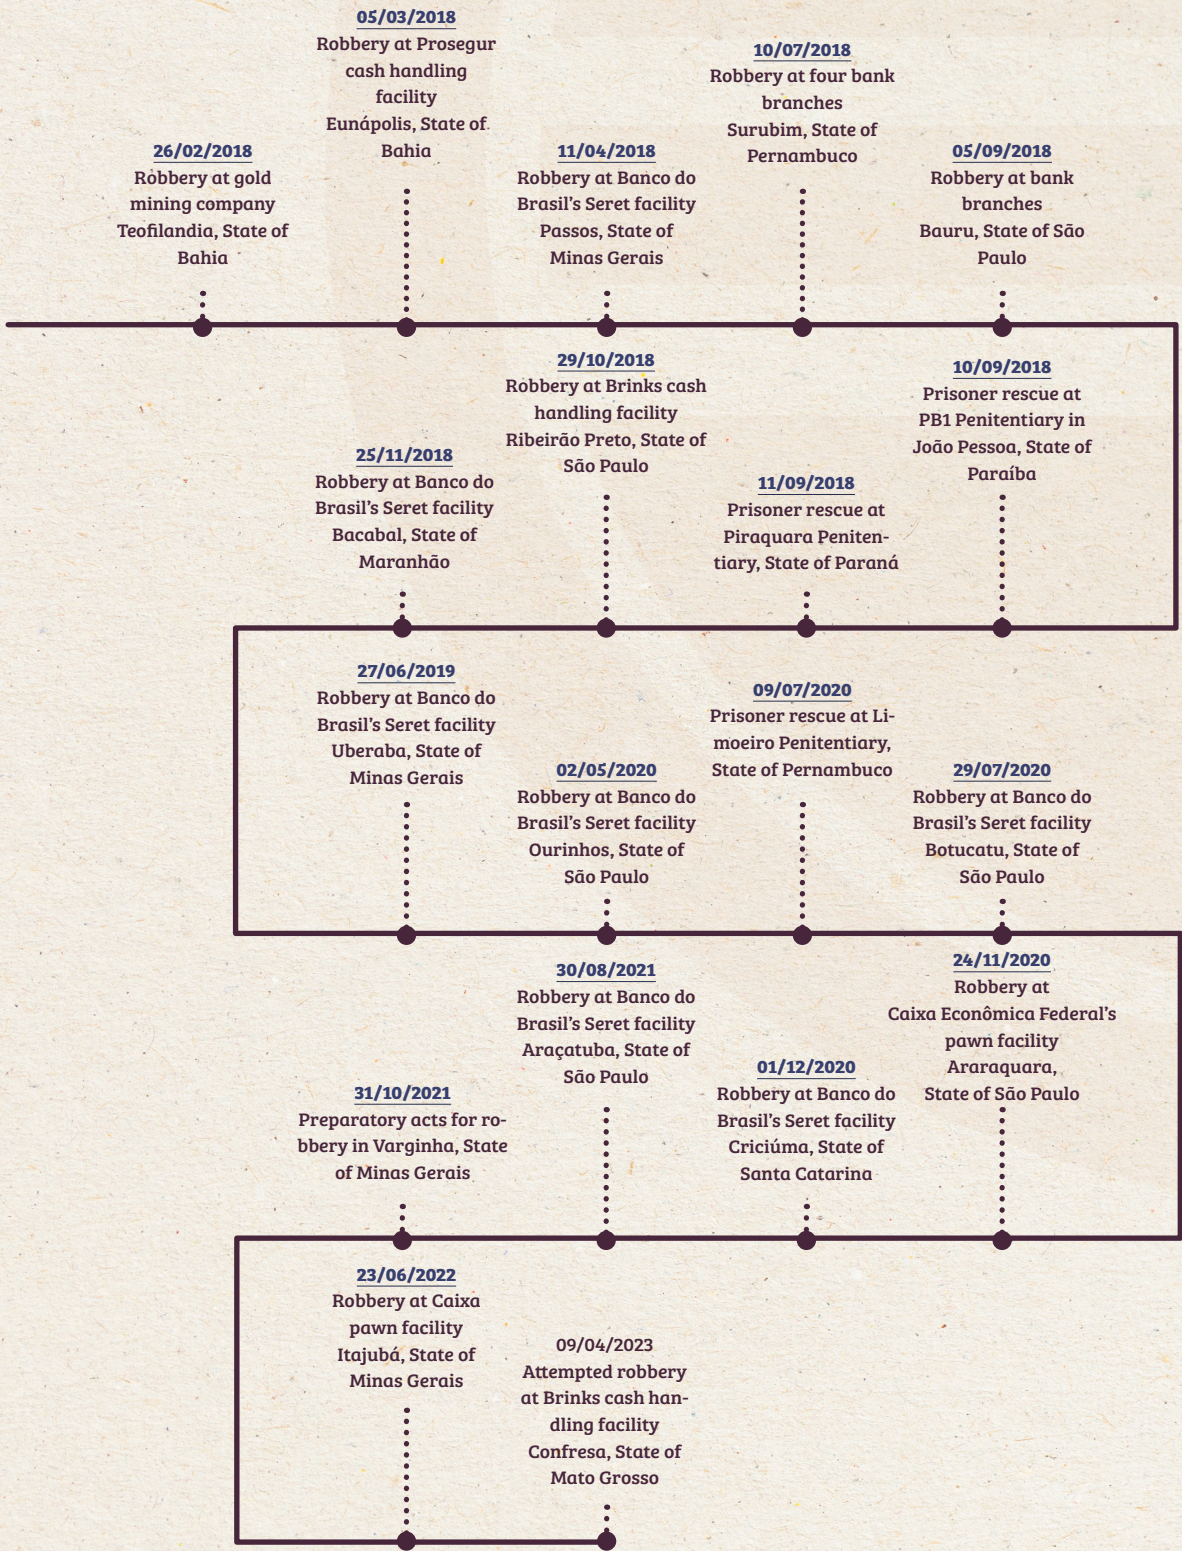 26/02/2018
Robbery at gold
mining company
Teofilandia, State of
Bahia
05/03/2018
Robbery at Prosegur
cash handling
facility
Eunápolis, State of
Bahia
11/04/2018
Robbery at Banco do
Brasil’s Seret facility
Passos, State of
Minas Gerais
10/07/2018
Robbery at four bank
branches
Surubim, State of
Pernambuco
05/09/2018
Robbery at bank
branches
Bauru, State of São
Paulo
10/09/2018
Prisoner rescue at
PB1 Penitentiary in
João Pessoa, State of
Paraíba
11/09/2018
Prisoner rescue at
Piraquara Peniten-
tiary, State of Paraná
29/10/2018
Robbery at Brinks cash
handling facility
Ribeirão Preto, State of
São Paulo
25/11/2018
Robbery at Banco do
Brasil’s Seret facility
Bacabal, State of
Maranhão
27/06/2019
Robbery at Banco do
Brasil’s Seret facility
Uberaba, State of
Minas Gerais
02/05/2020
Robbery at Banco do
Brasil’s Seret facility
Ourinhos, State of
São Paulo
09/07/2020
Prisoner rescue at Li-
moeiro Penitentiary,
State of Pernambuco
29/07/2020
Robbery at Banco do
Brasil’s Seret facility
Botucatu, State of
São Paulo
24/11/2020
Robbery at
Caixa Econômica Federal’s
pawn facility
Araraquara,
State of São Paulo
01/12/2020
Robbery at Banco do
Brasil’s Seret facility
Criciúma, State of
Santa Catarina
30/08/2021
Robbery at Banco do
Brasil’s Seret facility
Araçatuba, State of
São Paulo
31/10/2021
Preparatory acts for ro-
bbery in Varginha, State
of Minas Gerais
23/06/2022
Robbery at Caixa
pawn facility
Itajubá, State of
Minas Gerais
09/04/2023
Attempted robbery
at Brinks cash han-
dling facility
Confresa, State of
Mato Grosso